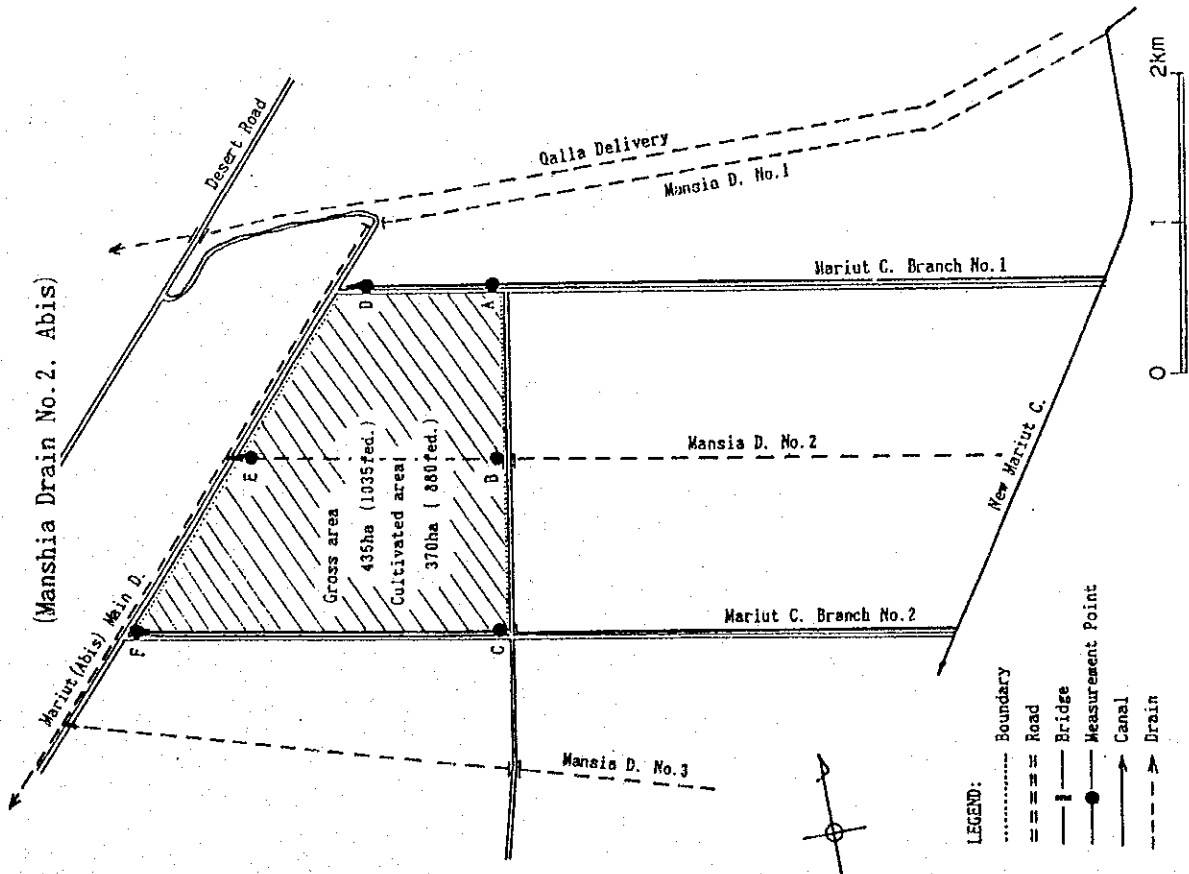 (Manshia Drain No.2. Abis)
Desert Road
Qalla Delivery
Mansia D. No.1
Mariut C. Branch No.1
Mariut (Abis) Main D.
D
A
E
B
F
C
Gross area
435ha (1035fed.)
Cultivated area
370ha ( 880fed.)
Mansia D. No.2
New Mariut C.
Mariut C. Branch No.2
Mansia D. No.3
0 1 2km
LEGEND:
Boundary
Road
Bridge
Measurement Point
Canal
Drain